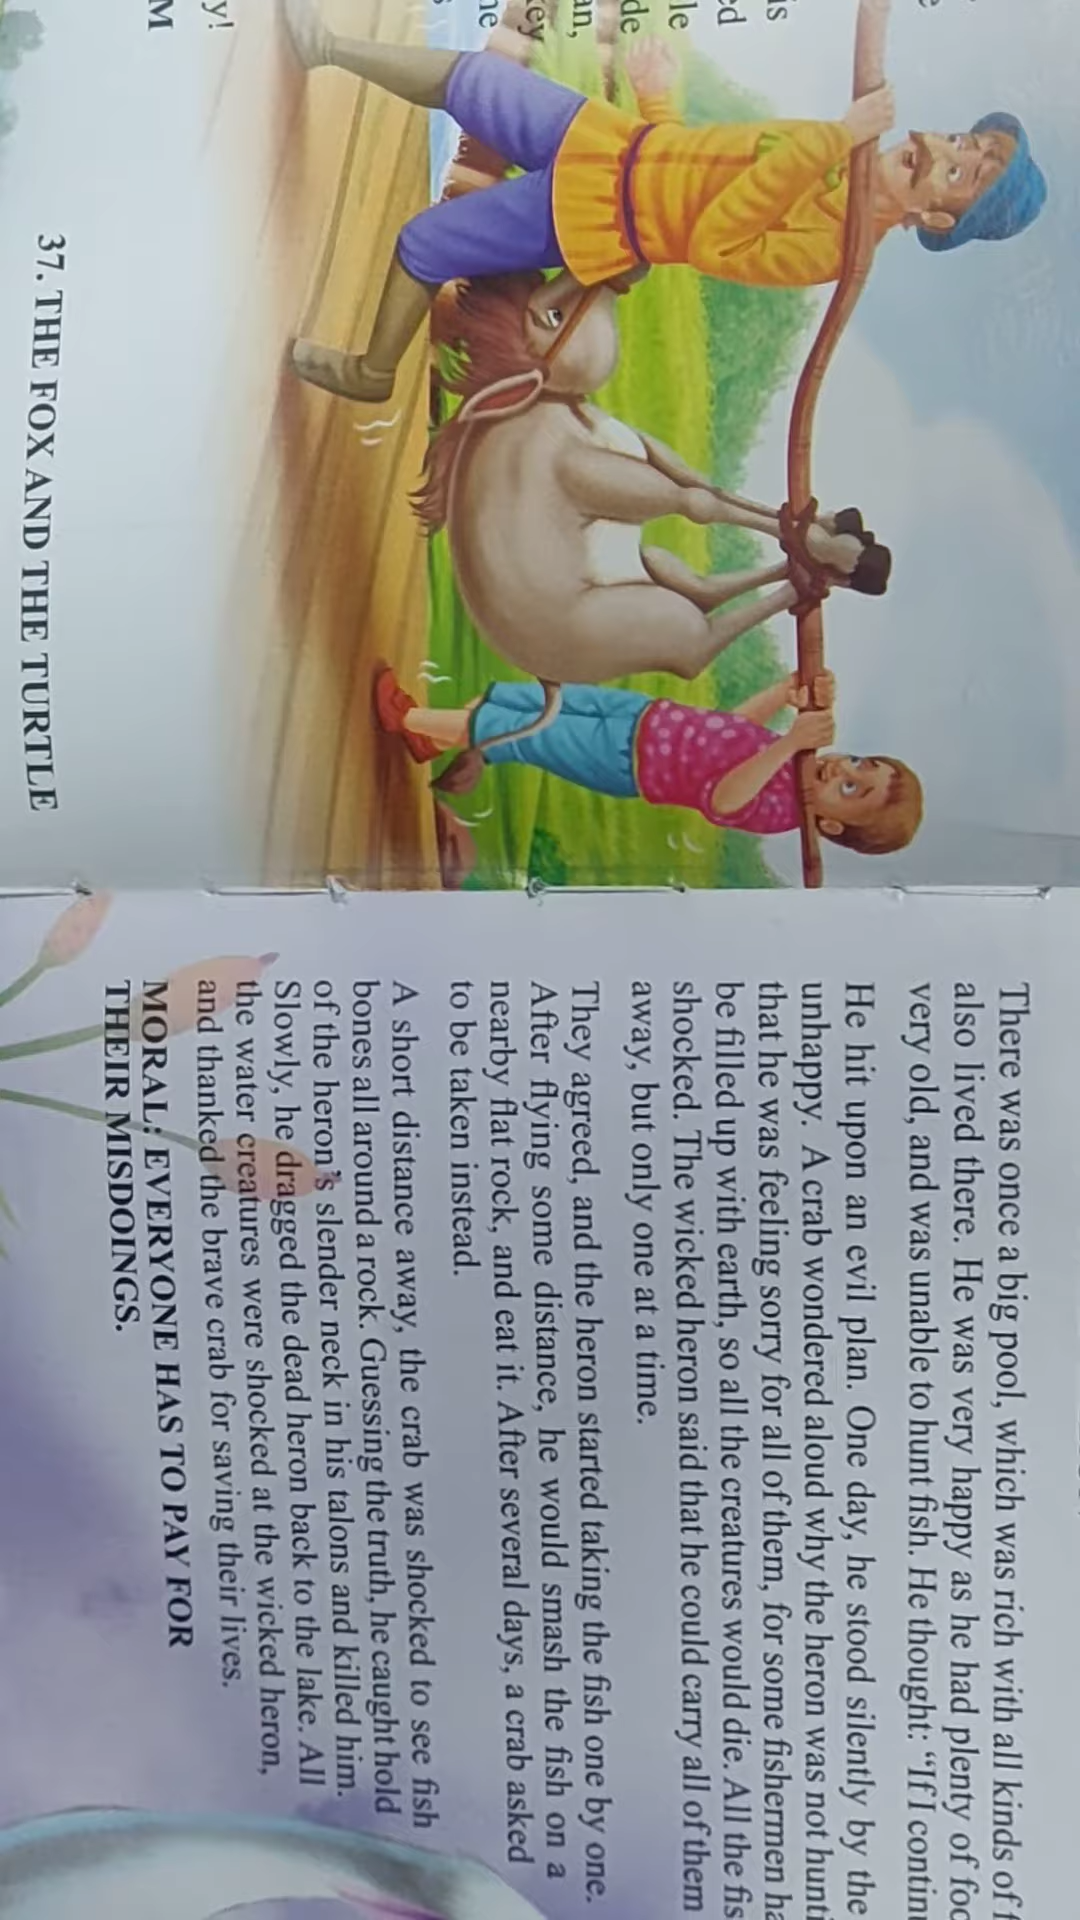 is
ed
le
de
an,
key
he
y!
M
37. THE FOX AND THE TURTLE
There was once a big pool, which was rich with all kinds of
also lived there. He was very happy as he had plenty of
very old, and was unable to hunt fish. He thought: "If I
He hit upon an evil plan. One day, he stood silently by the
unhappy. A crab wondered aloud why the heron was not
that he was feeling sorry for all of them, for some fishermen
be filled up with earth, so all the creatures would die. All the
shocked. The wicked heron said that he could carry all of them
away, but only one at a time.
They agreed, and the heron started taking the fish one by one.
After flying some distance, he would smash the fish on a
nearby flat rock, and eat it. After several days, a crab asked
to be taken instead.
A short distance away, the crab was shocked to see fish
bones all around a rock. Guessing the truth, he caught hold
of the heron's slender neck in his talons and killed him.
Slowly, he dragged the dead heron back to the lake. All
the water creatures were shocked at the wicked heron,
and thanked the brave crab for saving their lives.
MORAL: EVERYONE HAS TO PAY FOR
THEIR MISDOINGS.